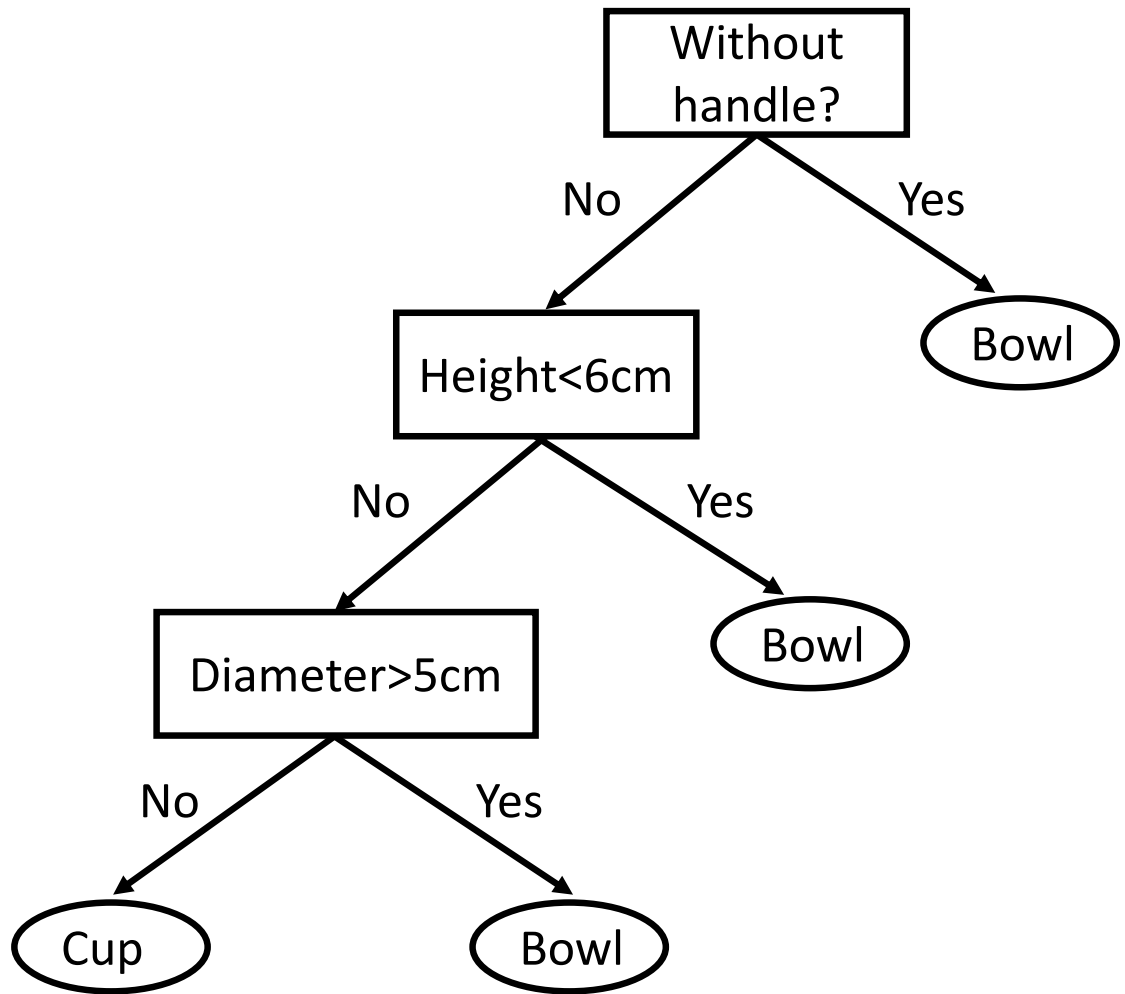 Without
handle?
No
Yes
Bowl
Height<6cm
No
Yes
Bowl
Diameter>5cm
No
Yes
Cup
Bowl